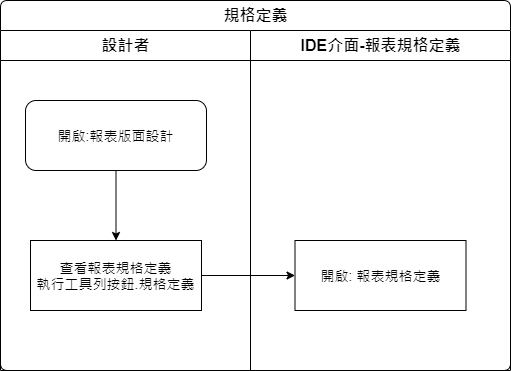 規格定義
設計者
IDE介面-報表規格定義
開啟:報表版面設計
查看報表規格定義
執行工具列按鈕.規格定義
開啟: 報表規格定義